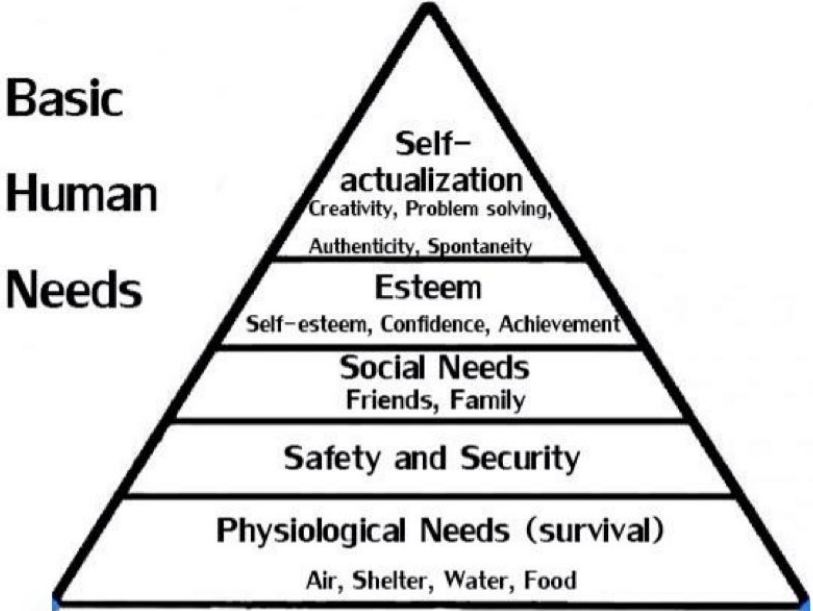 Basic
Human
Needs
Self-
actualization
Creativity, Problem solving,
Authenticity, Spontaneity
Esteem
Self-esteem, Confidence, Achievement
Social Needs
Friends, Family
Safety and Security
Physiological Needs (survival)
Air, Shelter, Water, Food